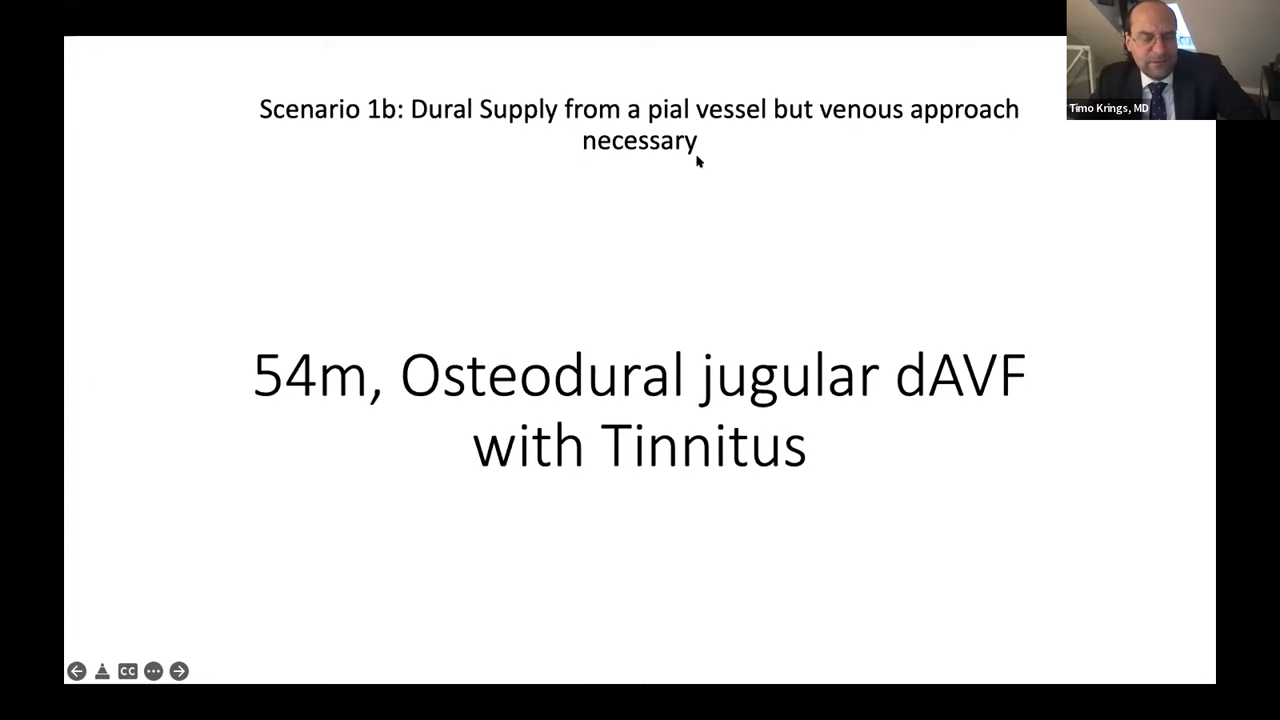 Timo Krings, MD
Scenario 1b: Dural Supply from a pial vessel but venous approach
necessary
54m, Osteodural jugular dAVF
with Tinnitus
CC